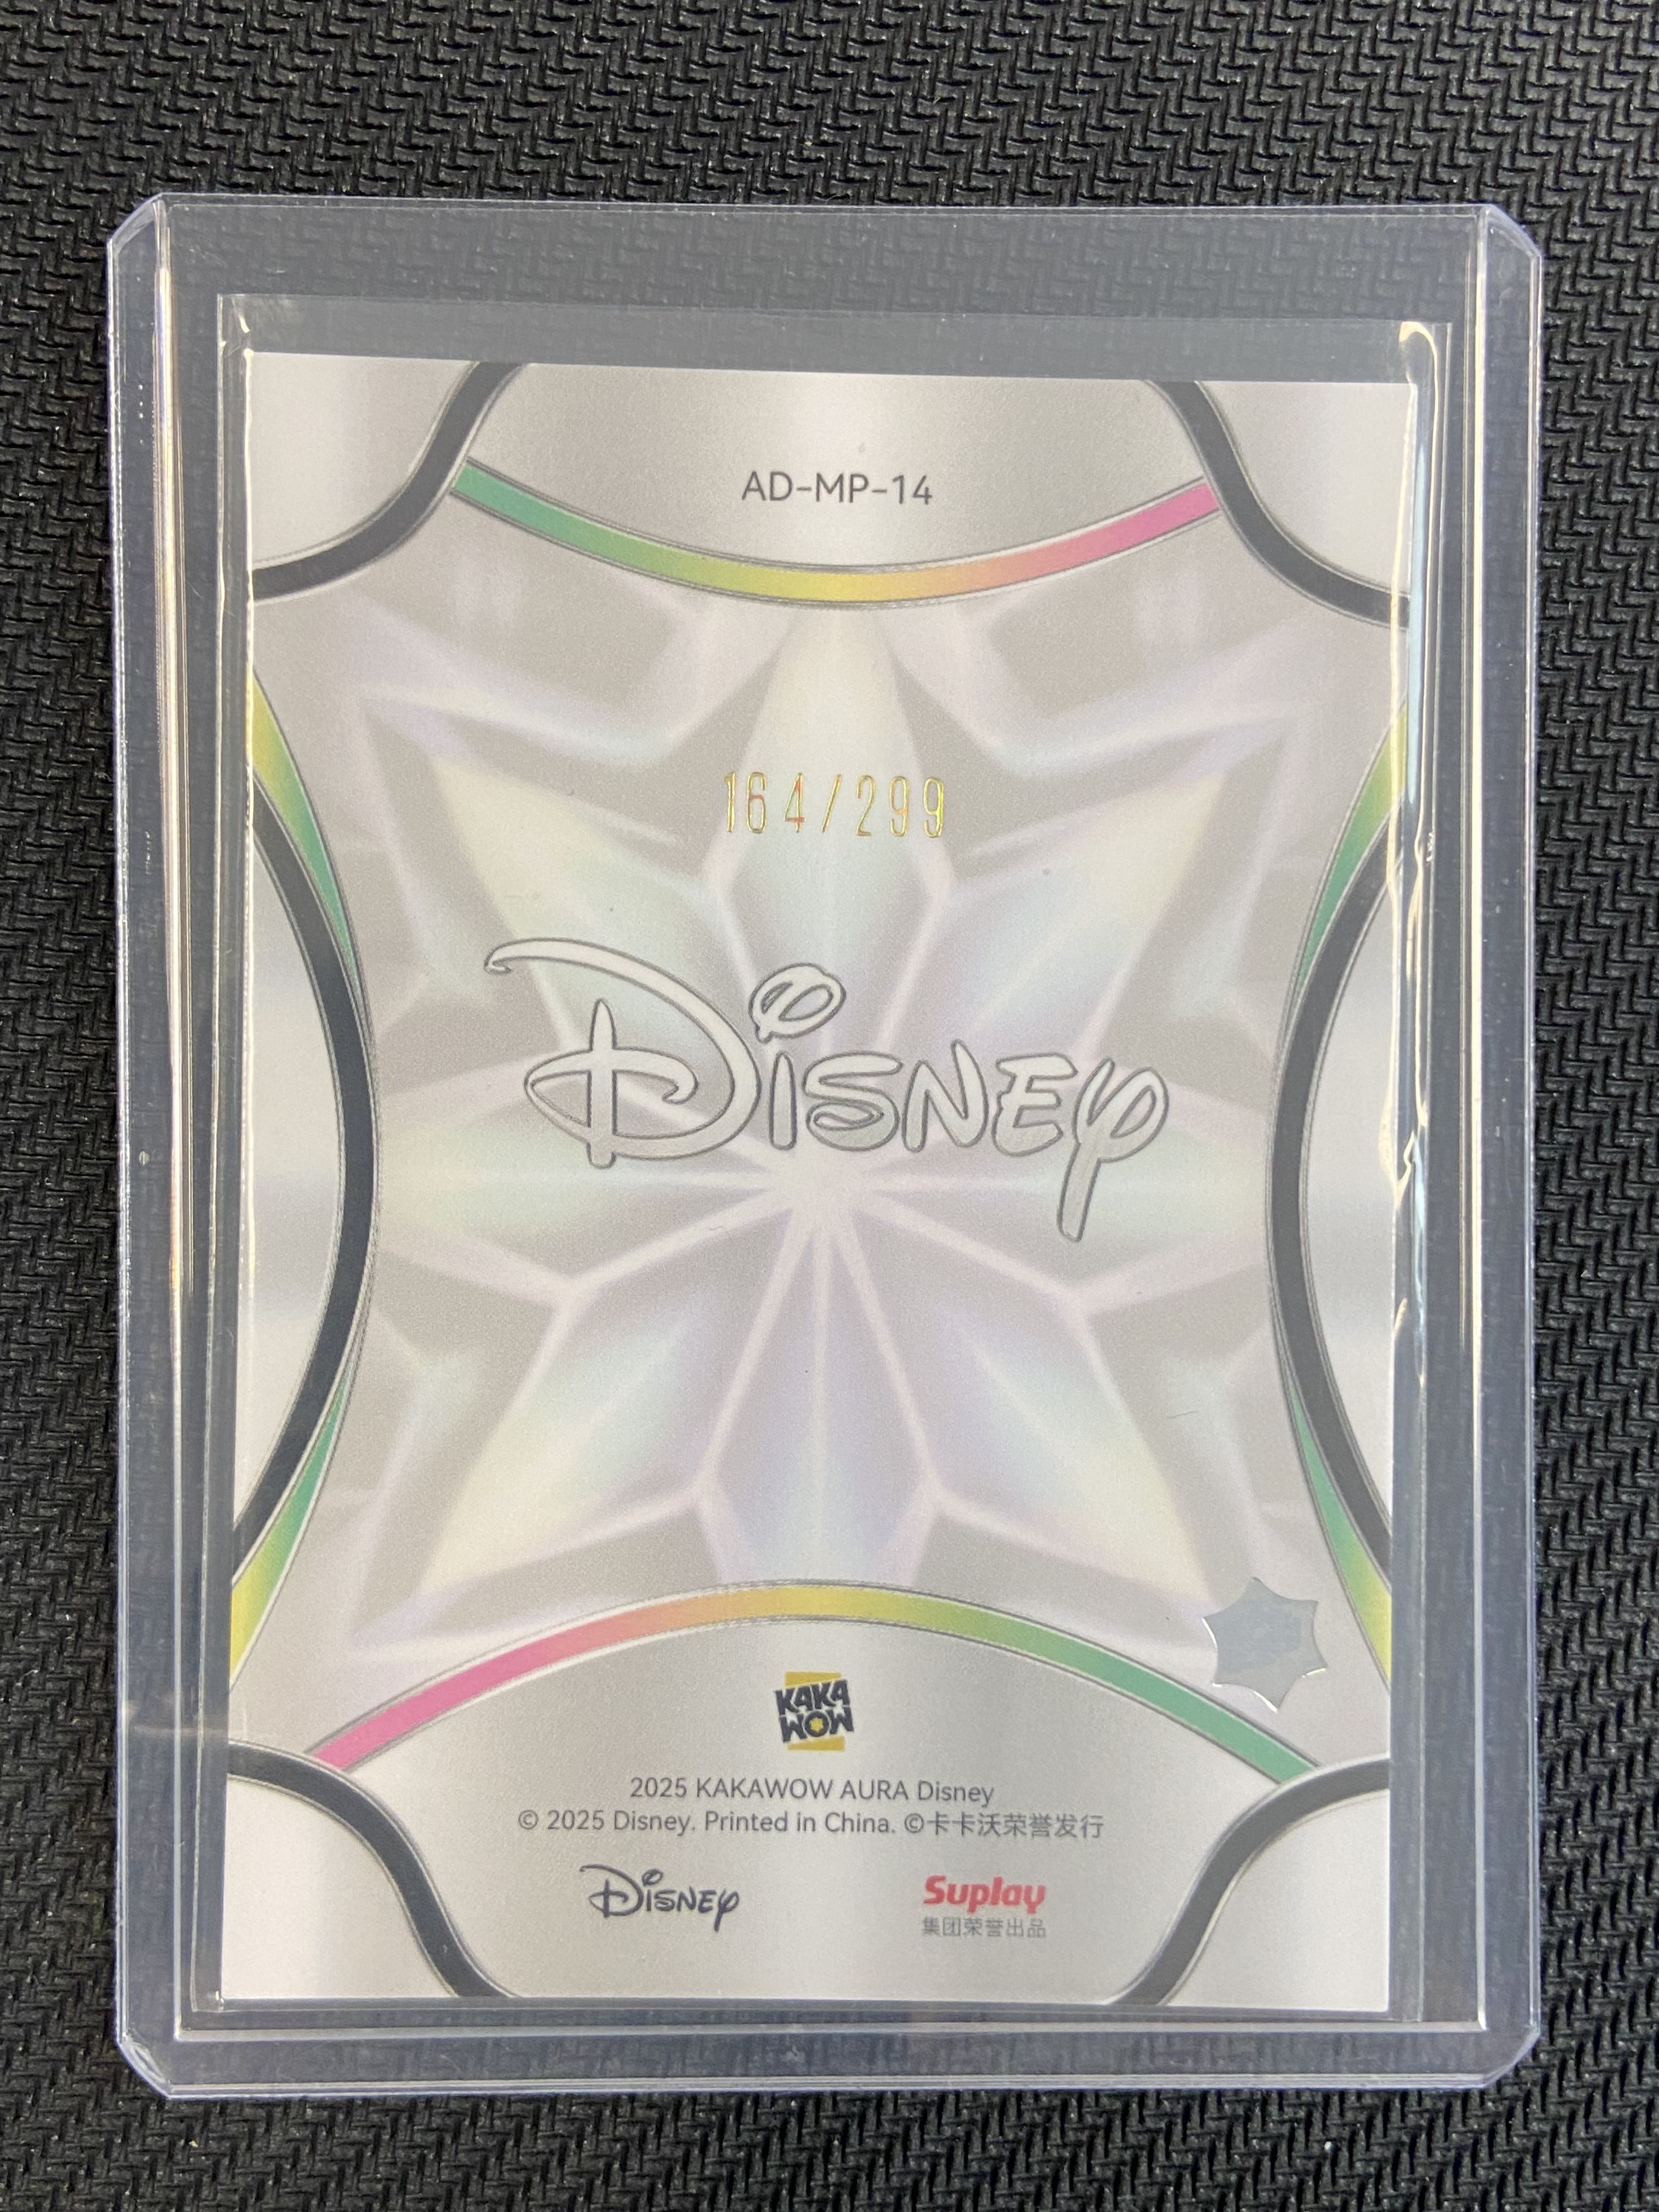 AD-MP-14
164/299
Disney
KAKA
WOW
2025 KAKAWOW AURA Disney
© 2025 Disney. Printed in China. ©卡卡沃荣誉发行
Disney
Suplay
集团荣誉出品